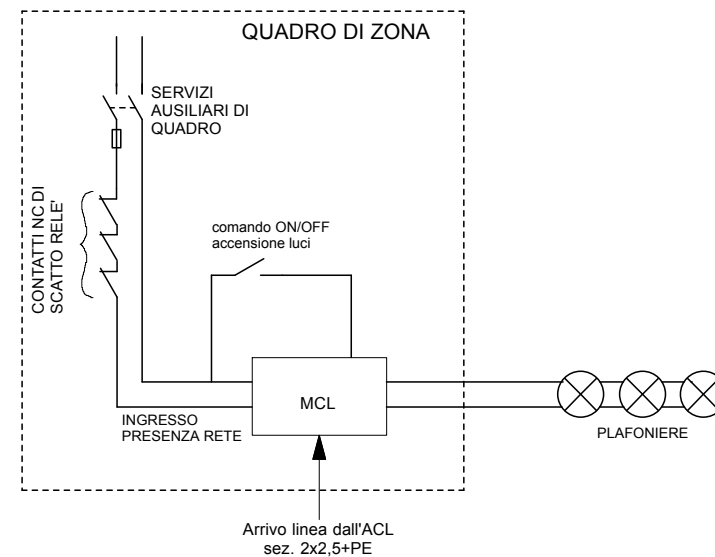 QUADRO DI ZONA
SERVIZI
AUSILIARI DI
QUADRO
CONTATTI NC DI
SCATTO RELE'
comando ON/OFF
accensione luci
MCL
INGRESSO
PRESENZA RETE
PLAFONIERE
Arrivo linea dall'ACL
sez. 2x2,5+PE